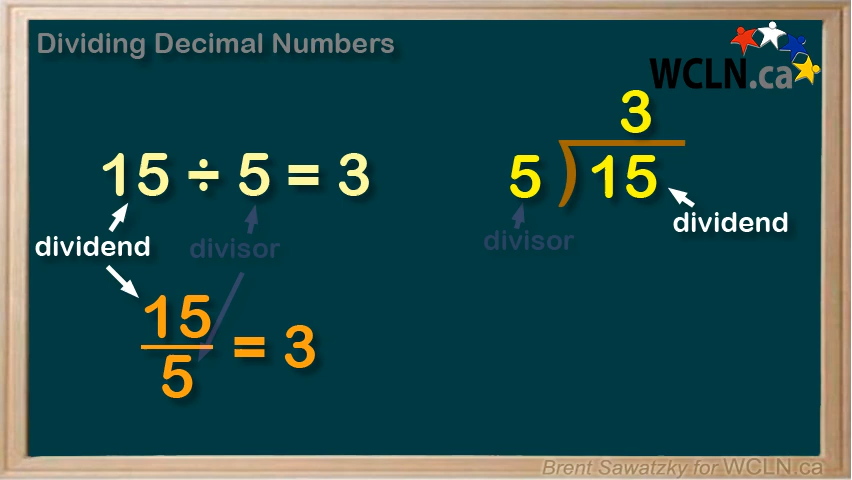 Dividing Decimal Numbers
WCLN.ca
15 ÷ 5 = 3
dividend
divisor
15
5
= 3
3
5 ) 15
divisor
dividend
Brent Sawatzky for WCLN.ca